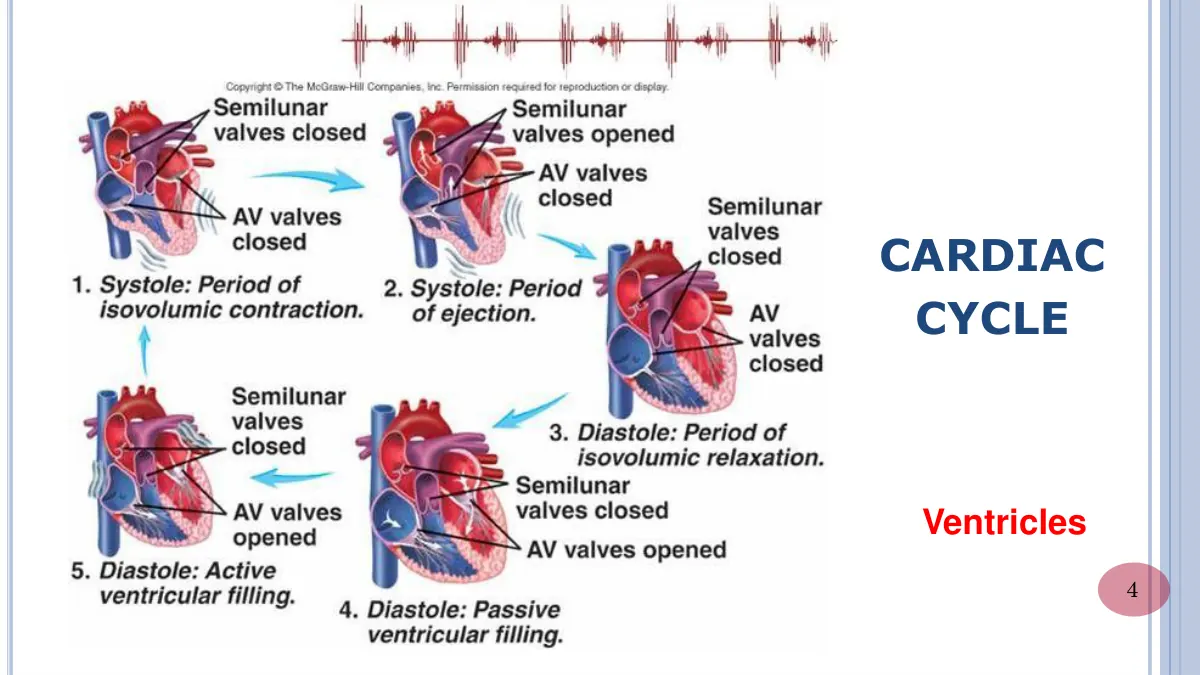 Copyright © The McGraw-Hill Companies, Inc. Permission required for reproduction or display.
Semilunar
valves closed
AV valves
closed
1. Systole: Period of
isovolumic contraction.
Semilunar
valves opened
AV valves
closed
2. Systole: Period
of ejection.
Semilunar
valves
closed
AV
valves
closed
3. Diastole: Period of
isovolumic relaxation.
Semilunar
valves closed
AV valves opened
4. Diastole: Passive
ventricular filling.
Semilunar
valves
closed
AV valves
opened
5. Diastole: Active
ventricular filling.
CARDIAC
CYCLE
Ventricles
4